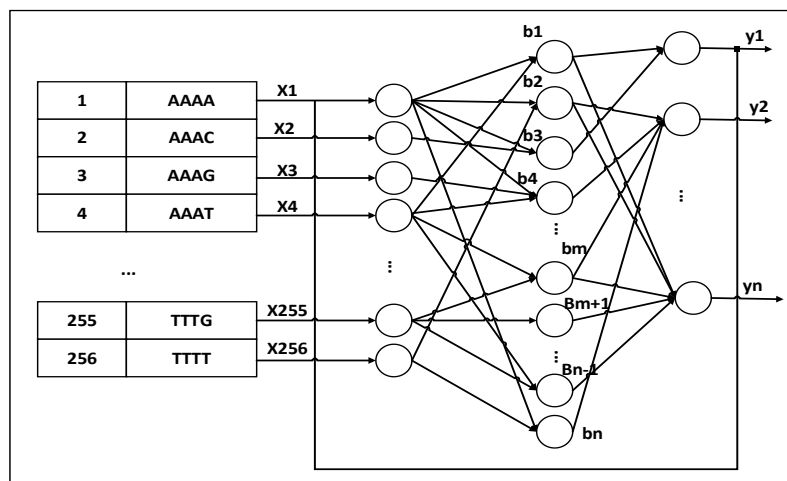 1 AAAA X1
2 AAAC X2
3 AAAG X3
4 AAAT X4
...
255 TTTG X255
256 TTTT X256
...
b1
b2
b3
b4
...
bm
Bm+1
...
Bn-1
bn
y1
y2
...
yn